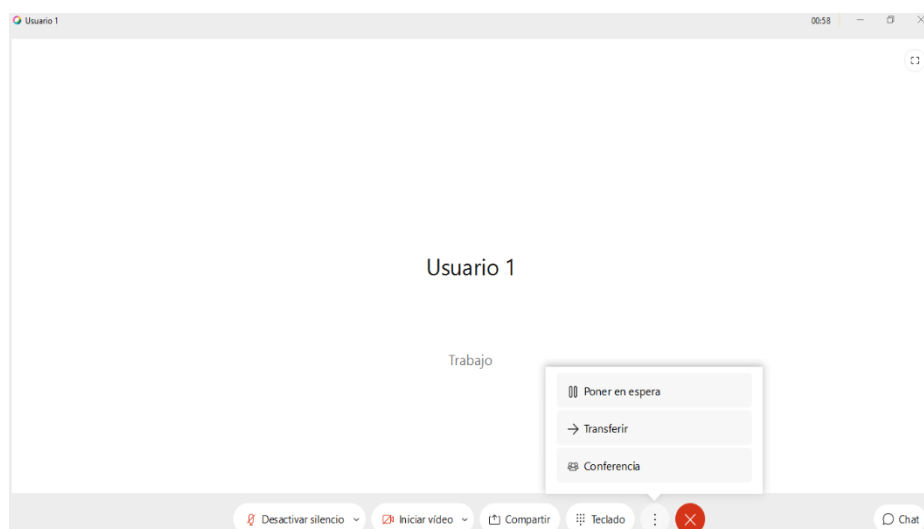 Usuario 1
00:58
Usuario 1
Trabajo
Poner en espera
Transferir
Conferencia
Desactivar silencio
Iniciar vídeo
Compartir
Teclado
Chat